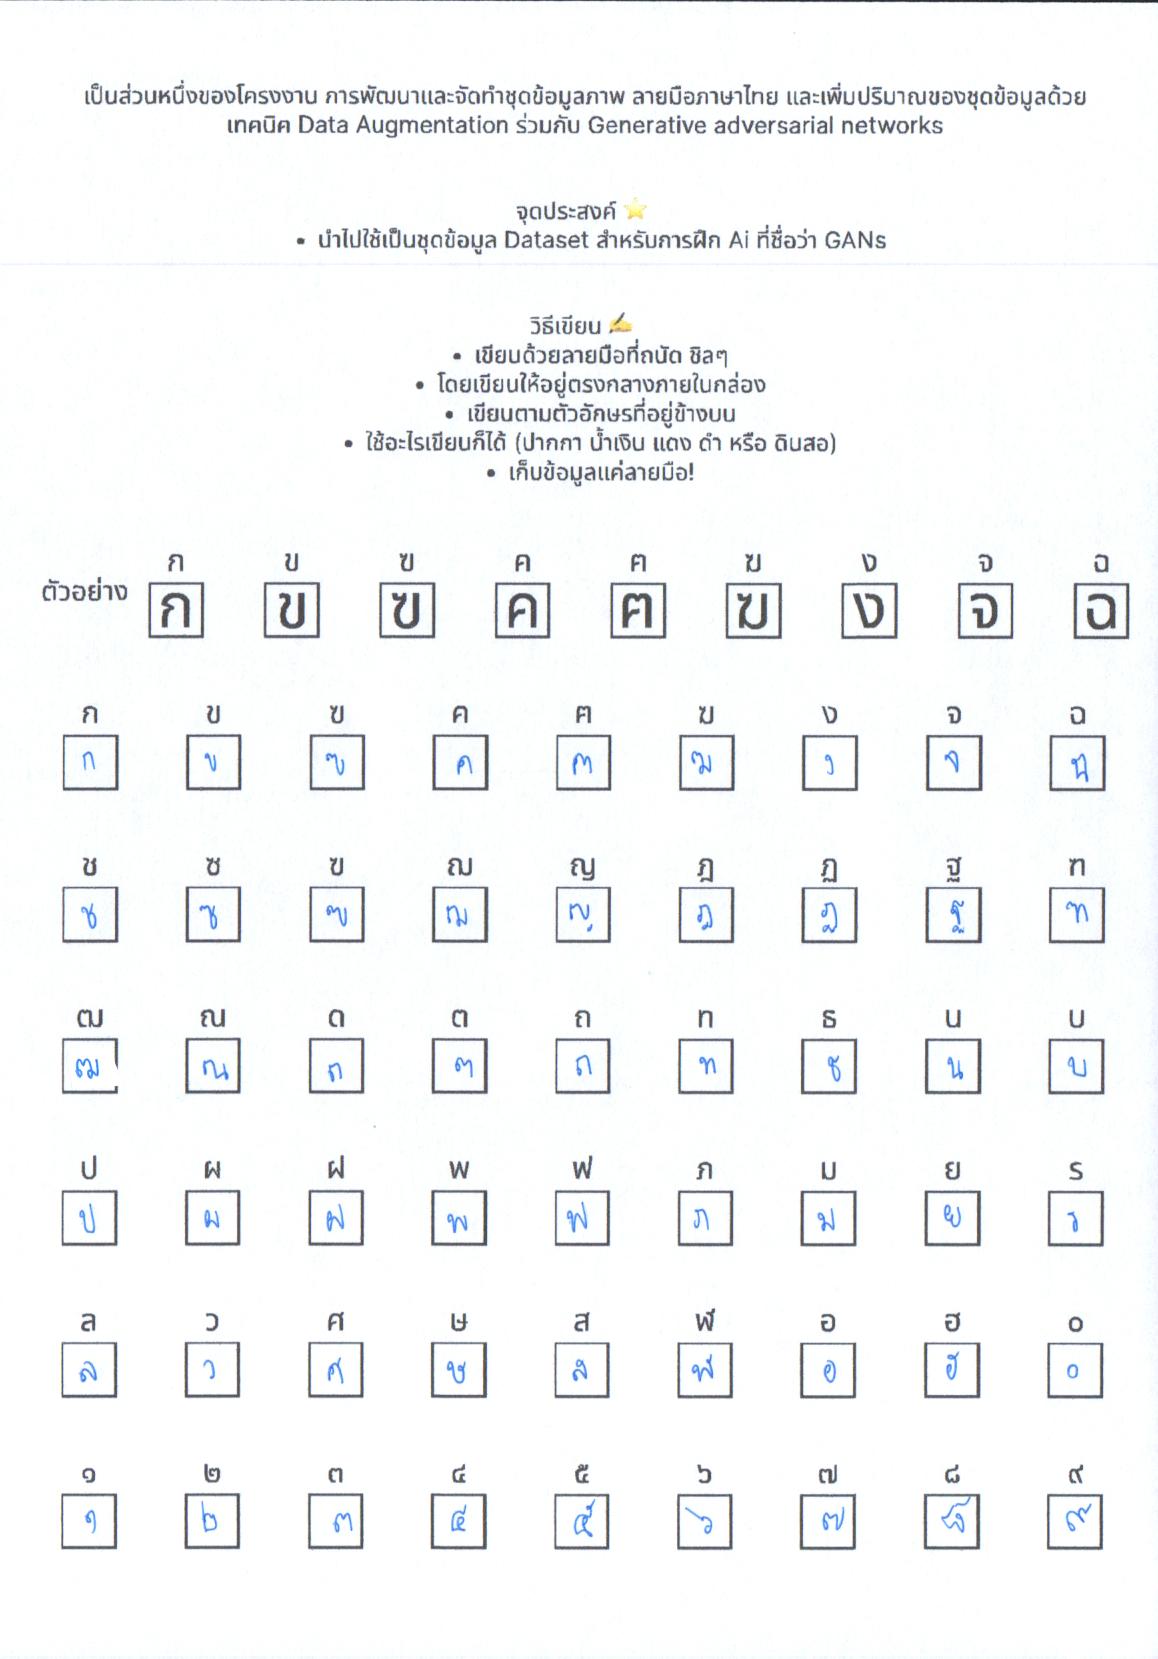 เป็นส่วนหนึ่งของโครงงาน การพัฒนาและจัดทำชุดข้อมูลภาพ ลายมือภาษาไทย และเพิ่มปริมาณของชุดข้อมูลด้วย
เทคนิค Data Augmentation ร่วมกับ Generative adversarial networks
จุดประสงค์ ⭐
• นำไปใช้เป็นชุดข้อมูล Dataset สำหรับการฝึก Ai ที่ชื่อว่า GANs
วิธีเขียน ✍️
• เขียนด้วยลายมือที่ถนัด ชิลๆ
• โดยเขียนให้อยู่ตรงกลางภายในกล่อง
• เขียนตามตัวอักษรที่อยู่ข้างบน
• ใช้อะไรเขียนก็ได้ (ปากกา น้ำเงิน แดง ดำ หรือ ดินสอ)
• เก็บข้อมูลแค่ลายมือ!
ก ข ฃ ค ฅ ฆ ง จ ฉ
ตัวอย่าง ก ข ฃ ค ฅ ฆ ง จ ฉ
ก ข ฃ ค ฅ ฆ ง จ ฉ
ก ข ฃ ค ฅ ฆ ง จ ฉ
ช ซ ฃ ฌ ญ ฎ ฏ ฐ ฑ
ช ซ ฃ ฌ ญ ฎ ฏ ฐ ฑ
ฒ ณ ด ต ถ ท ธ น บ
ฒ ณ ด ต ถ ท ธ น บ
ป ผ ฝ พ ฟ ภ ม ย ร
ป ผ ฝ พ ฟ ภ ม ย ร
ล ว ศ ษ ส ฬ อ ฮ ๐
ล ว ศ ษ ส ฬ อ ฮ ๐
๑ ๒ ๓ ๔ ๕ ๖ ๗ ๘ ๙
๑ ๒ ๓ ๔ ๕ ๖ ๗ ๘ ๙